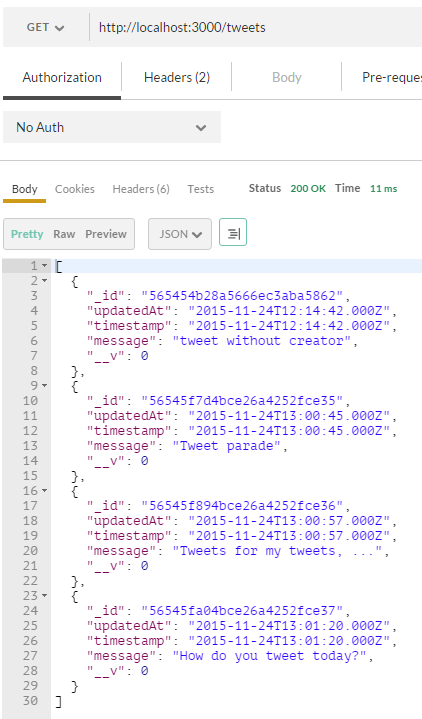 GET http://localhost:3000/tweets
Authorization Headers (2) Body Pre-reque
No Auth
Body Cookies Headers (6) Tests Status 200 OK Time 11 ms
Pretty Raw Preview JSON
1 [
2 {
3 "_id": "565454b28a5666ec3aba5862",
4 "updatedAt": "2015-11-24T12:14:42.000Z",
5 "timestamp": "2015-11-24T12:14:42.000Z",
6 "message": "tweet without creator",
7 "__v": 0
8 },
9 {
10 "_id": "56545f7d4bce26a4252fce35",
11 "updatedAt": "2015-11-24T13:00:45.000Z",
12 "timestamp": "2015-11-24T13:00:45.000Z",
13 "message": "Tweet parade",
14 "__v": 0
15 },
16 {
17 "_id": "56545f894bce26a4252fce36",
18 "updatedAt": "2015-11-24T13:00:57.000Z",
19 "timestamp": "2015-11-24T13:00:57.000Z",
20 "message": "Tweets for my tweets, ...",
21 "__v": 0
22 },
23 {
24 "_id": "56545fa04bce26a4252fce37",
25 "updatedAt": "2015-11-24T13:01:20.000Z",
26 "timestamp": "2015-11-24T13:01:20.000Z",
27 "message": "How do you tweet today?",
28 "__v": 0
29 }
30 ]